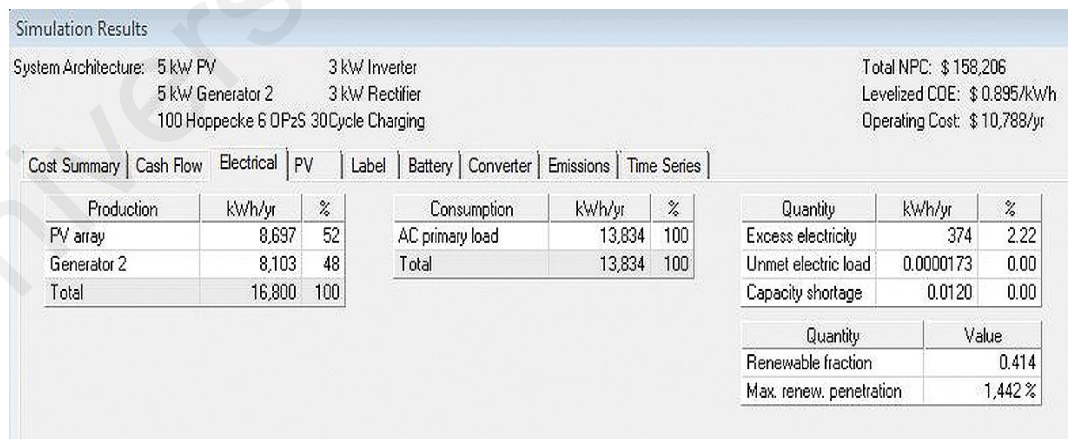 Simulation Results
System Architecture: 5 kW PV 3 kW Inverter
5 kW Generator 2 3 kW Rectifier
100 Hoppecke 6 OPzS 30Cycle Charging
Total NPC: $ 158,206
Levelized COE: $ 0.895/kWh
Operating Cost: $ 10,788/yr
Cost Summary Cash Flow Electrical PV Label Battery Converter Emissions Time Series
Production kWh/yr %
PV array 8,697 52
Generator 2 8,103 48
Total 16,800 100
Consumption kWh/yr %
AC primary load 13,834 100
Total 13,834 100
Quantity kWh/yr %
Excess electricity 374 2.22
Unmet electric load 0.0000173 0.00
Capacity shortage 0.0120 0.00
Quantity Value
Renewable fraction 0.414
Max. renew. penetration 1,442 %